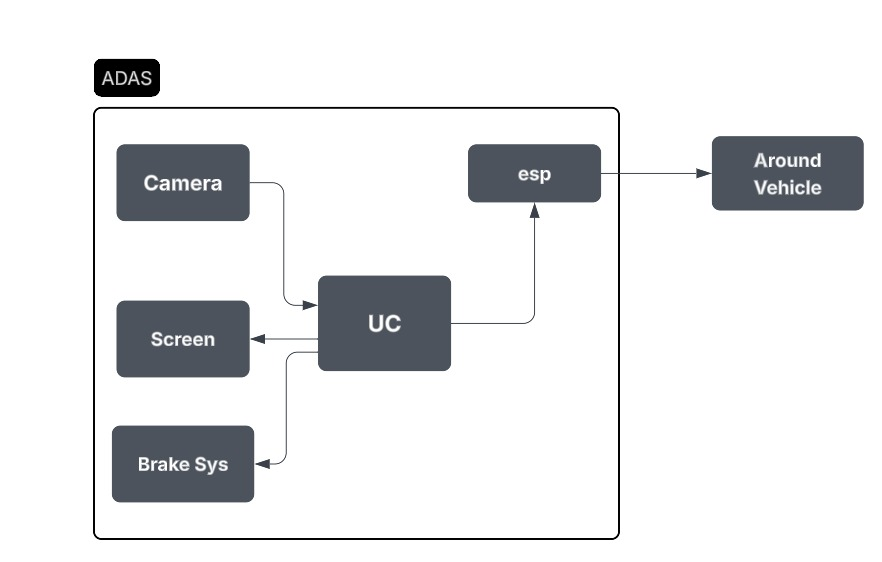 ADAS
Camera
esp
Around
Vehicle
UC
Screen
Brake Sys